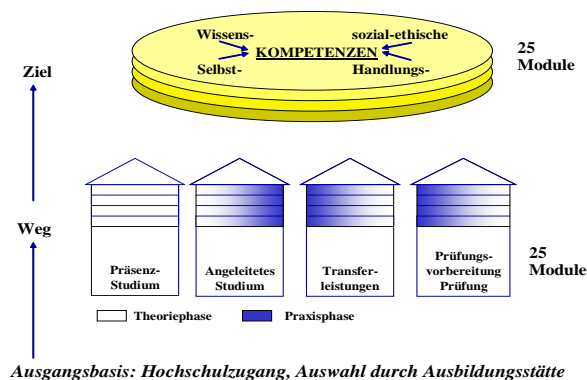 Wissens-
sozial-ethische
KOMPETENZEN
Selbst-
Handlungs-
25
Module
Ziel
Weg
Präsenz-
Studium
Angeleitetes
Studium
Transfer-
leistungen
Prüfungs-
vorbereitung
Prüfung
25
Module
Theoriephase
Praxisphase
Ausgangsbasis: Hochschulzugang, Auswahl durch Ausbildungsstätte